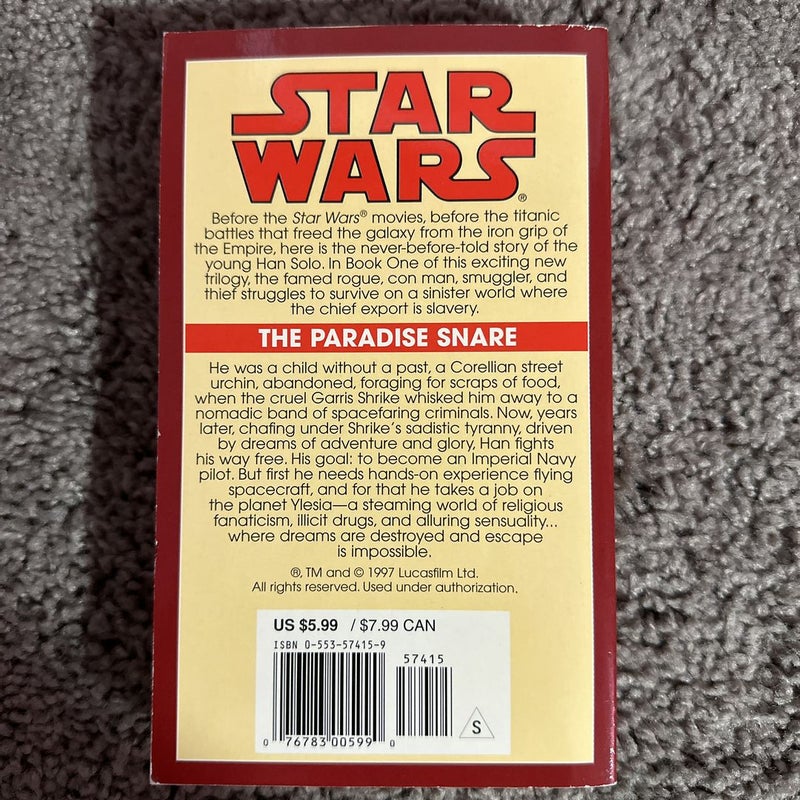 STAR
WARS®
Before the Star Wars® movies, before the titanic
battles that freed the galaxy from the iron grip of
the Empire, here is the never-before-told story of the
young Han Solo. In Book One of this exciting new
trilogy, the famed rogue, con man, smuggler, and
thief struggles to survive on a sinister world where
the chief export is slavery.
THE PARADISE SNARE
He was a child without a past, a Corellian street
urchin, abandoned, foraging for scraps of food,
when the cruel Garris Shrike whisked him away to a
nomadic band of spacefaring criminals. Now, years
later, chafing under Shrike's sadistic tyranny, driven
by dreams of adventure and glory, Han fights
his way free. His goal: to become an Imperial Navy
pilot. But first he needs hands-on experience flying
spacecraft, and for that he takes a job on
the planet Ylesia—a steaming world of religious
fanaticism, illicit drugs, and alluring sensuality...
where dreams are destroyed and escape
is impossible.
®, TM and © 1997 Lucasfilm Ltd.
All rights reserved. Used under authorization.
US $5.99 / $7.99 CAN
ISBN 0-553-57415-9
57415
S
0 76783 00599 0